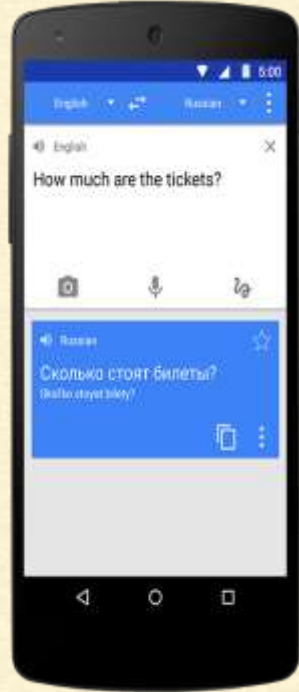 5:00
English Russian
English
How much are the tickets?
Russian
Сколько стоят билеты?
Skol'ko stoyat bilety?